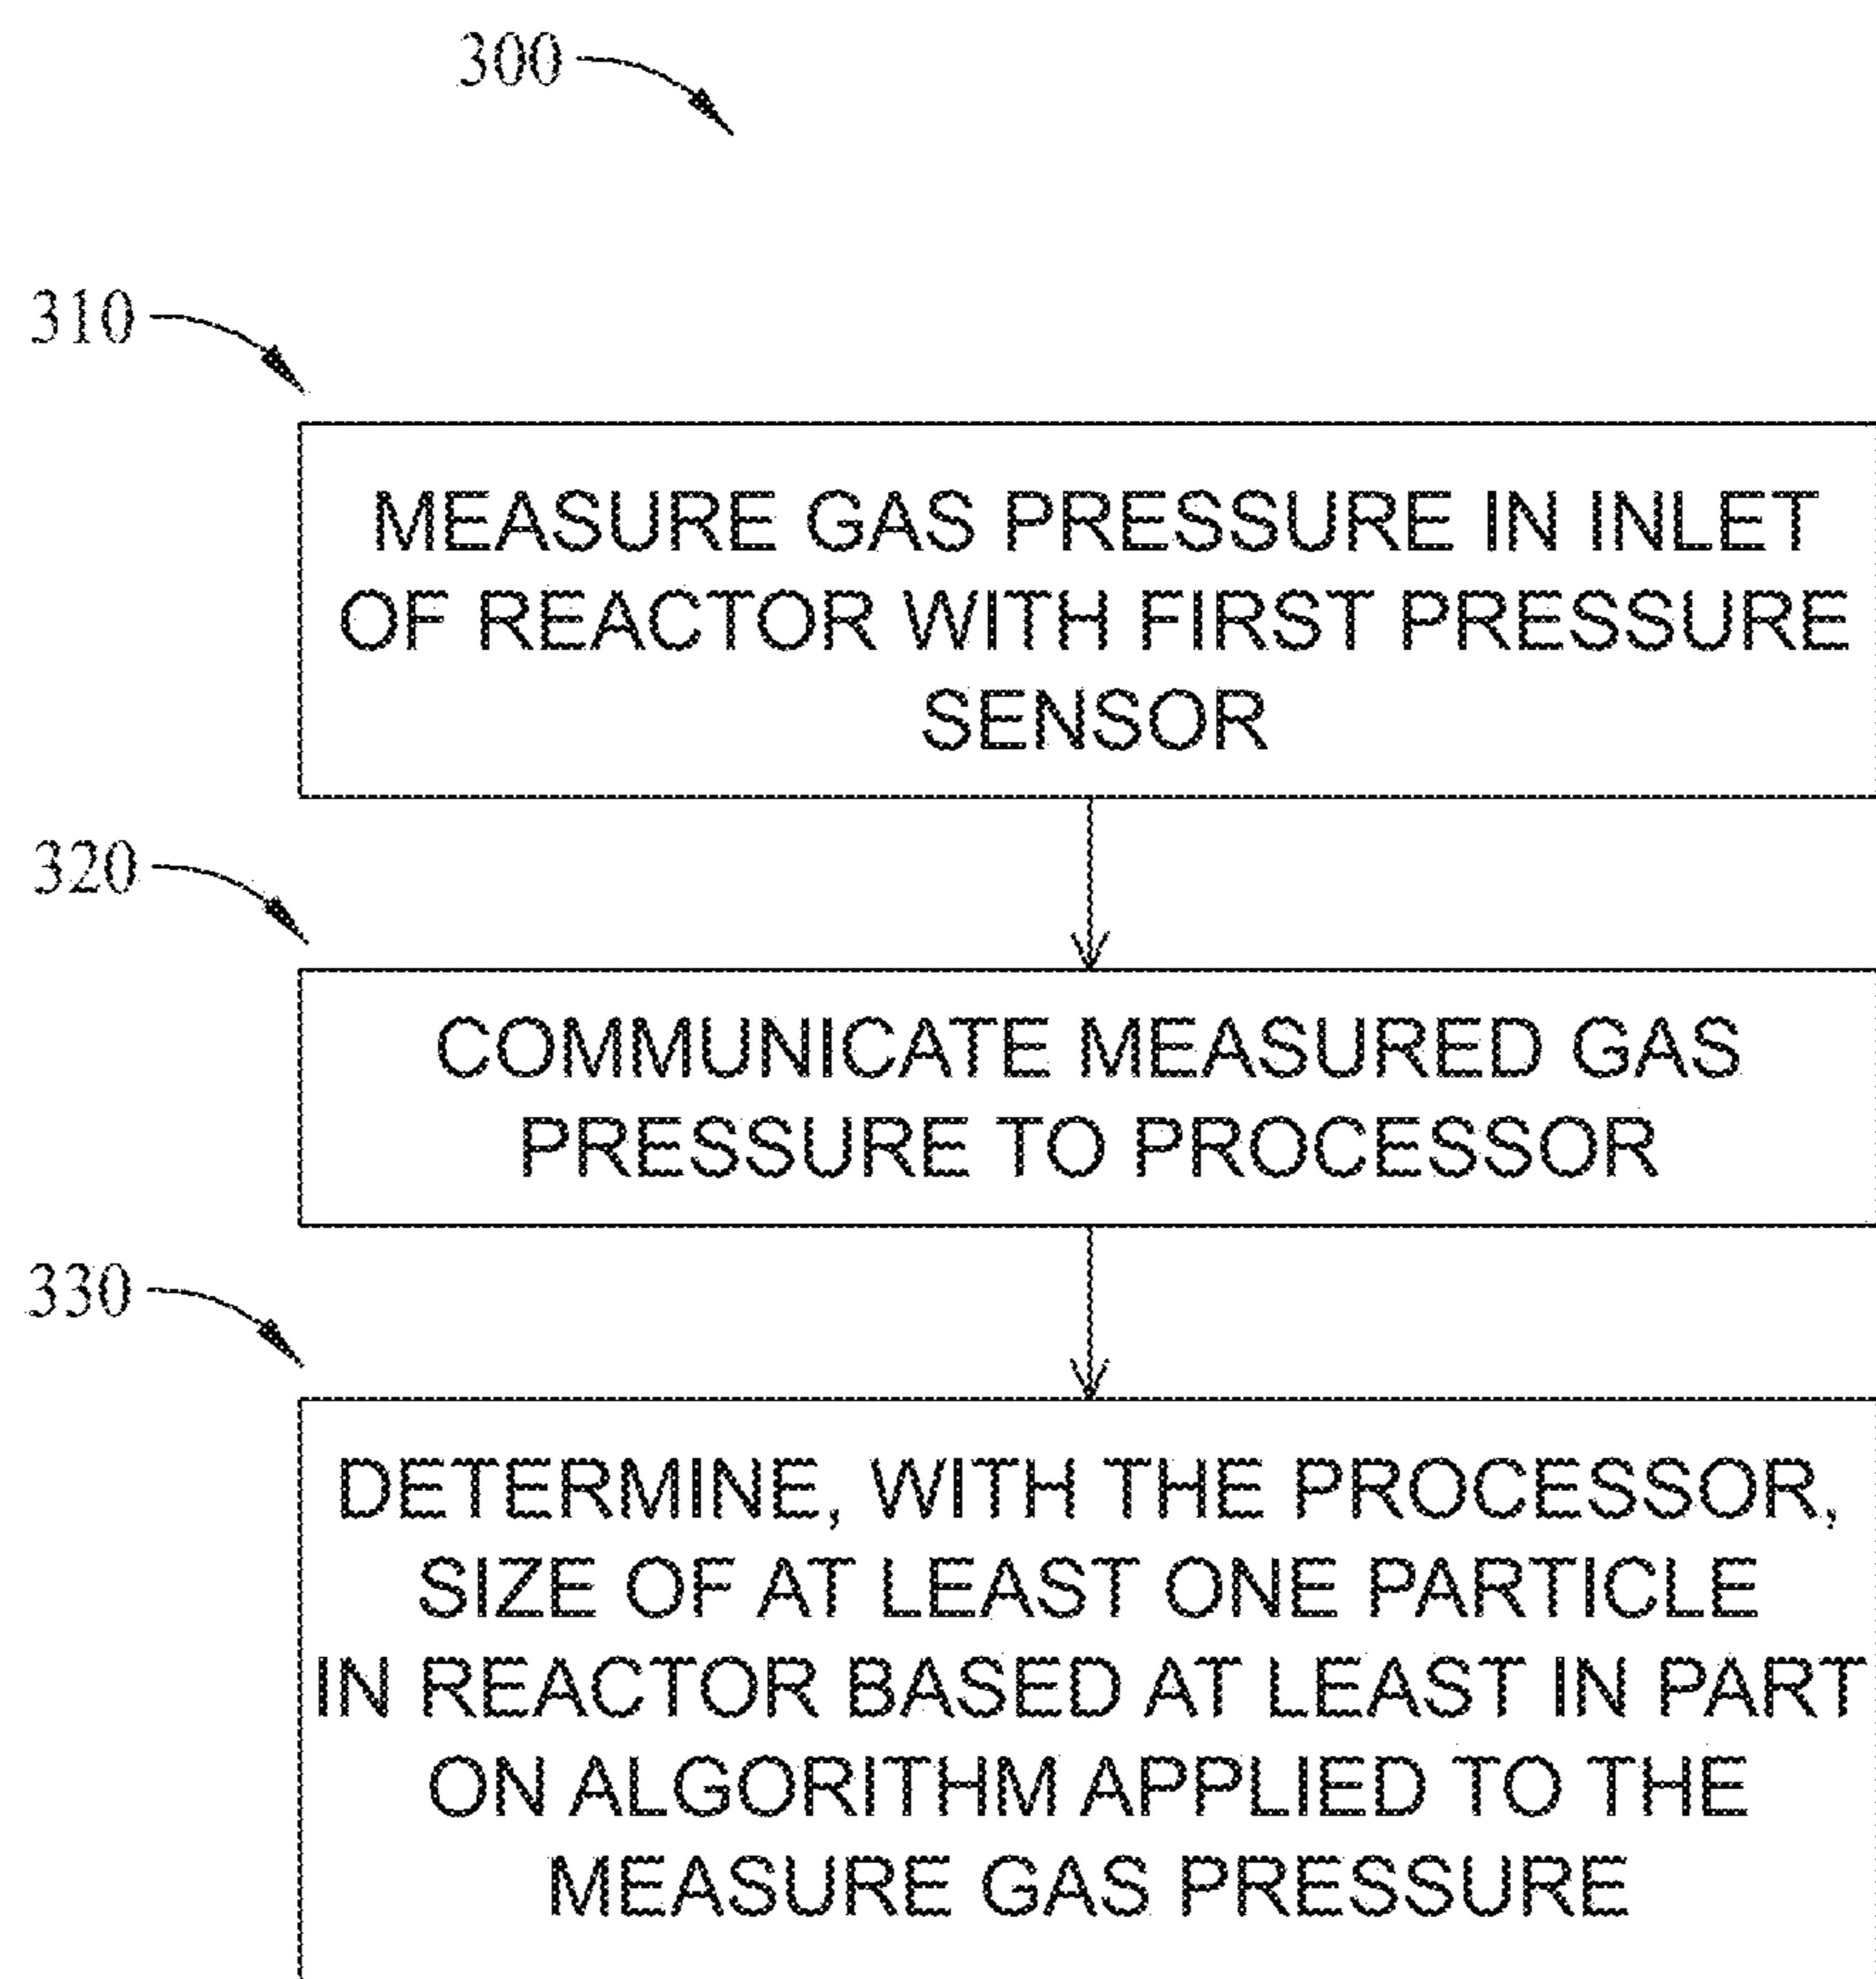 300
310
MEASURE GAS PRESSURE IN INLET
OF REACTOR WITH FIRST PRESSURE
SENSOR
320
COMMUNICATE MEASURED GAS
PRESSURE TO PROCESSOR
330
DETERMINE, WITH THE PROCESSOR,
SIZE OF AT LEAST ONE PARTICLE
IN REACTOR BASED AT LEAST IN PART
ON ALGORITHM APPLIED TO THE
MEASURE GAS PRESSURE